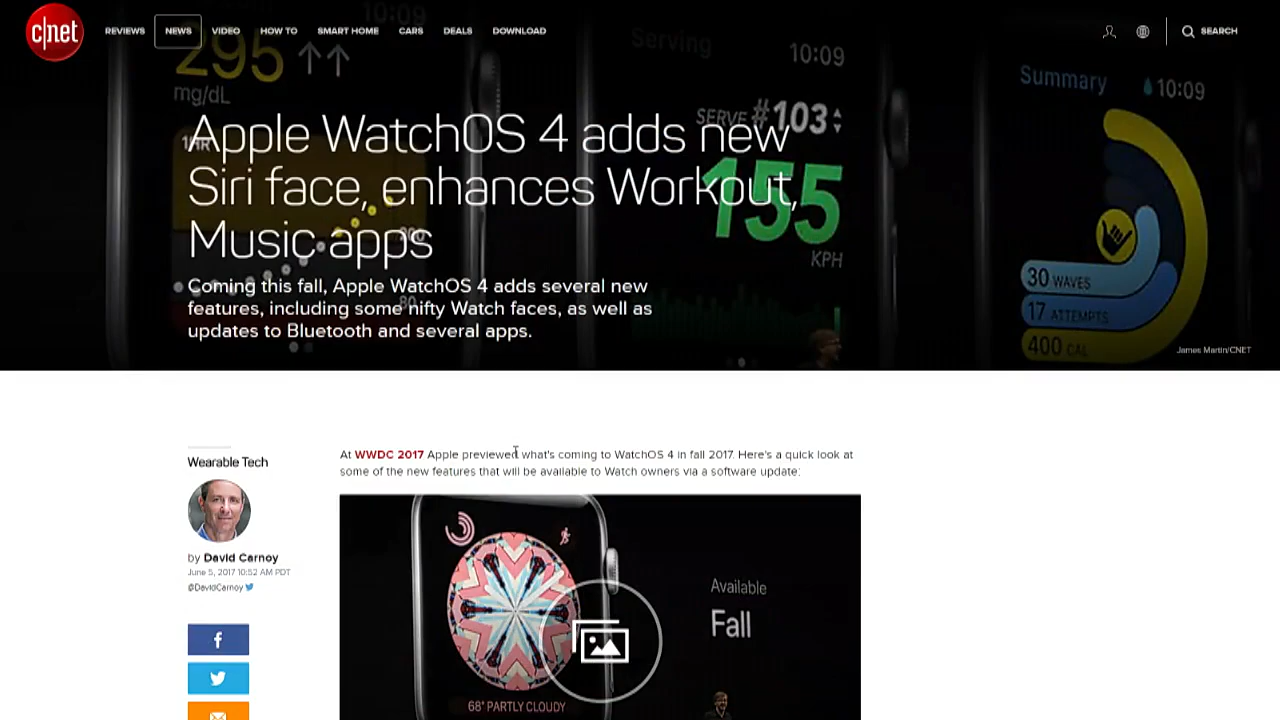 c|net
REVIEWS NEWS VIDEO HOW TO SMART HOME CARS DEALS DOWNLOAD SEARCH
10:09
295 ↑↑
mg/dL
1HR
200
80
Serving 10:09
SERVE #103
155
KPH
Summary 10:09
30 WAVES
17 ATTEMPTS
400 CAL
Apple WatchOS 4 adds new
Siri face, enhances Workout,
Music apps
Coming this fall, Apple WatchOS 4 adds several new
features, including some nifty Watch faces, as well as
updates to Bluetooth and several apps.
James Martin/CNET
Wearable Tech
by David Carnoy
June 5, 2017 10:52 AM PDT
@DavidCarnoy
f
At WWDC 2017 Apple previewed what's coming to WatchOS 4 in fall 2017. Here's a quick look at
some of the new features that will be available to Watch owners via a software update:
Available
Fall
68° PARTLY CLOUDY